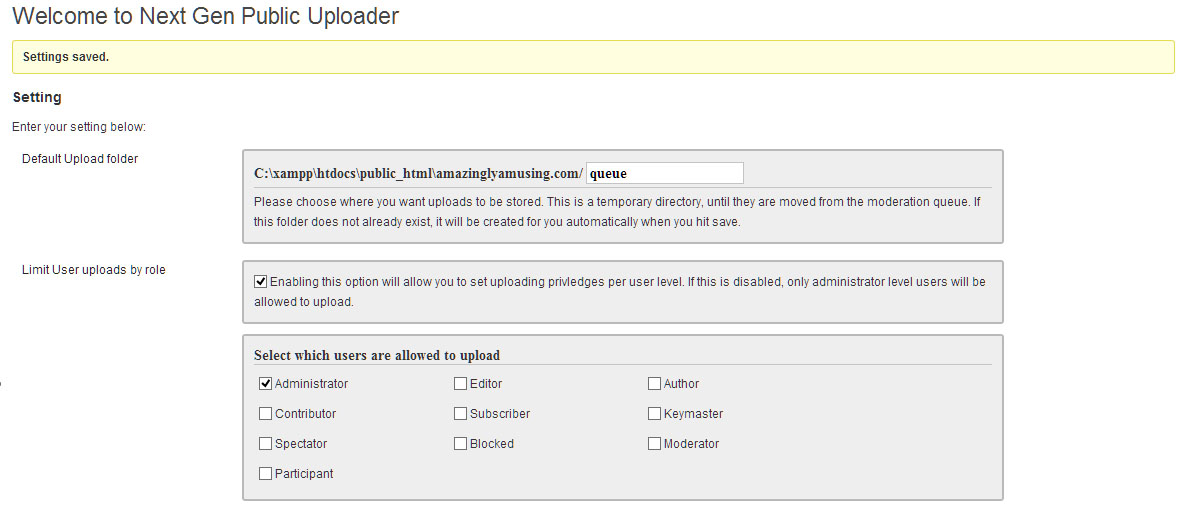 Welcome to Next Gen Public Uploader
Settings saved.
Setting
Enter your setting below:
Default Upload folder
C:\xampp\htdocs\public_html\amazinglyamusing.com/ queue
Please choose where you want uploads to be stored. This is a temporary directory, until they are moved from the moderation queue. If
this folder does not already exist, it will be created for you automatically when you hit save.
Limit User uploads by role
Enabling this option will allow you to set uploading privledges per user level. If this is disabled, only administrator level users will be
allowed to upload.
Select which users are allowed to upload
Administrator Editor Author
Contributor Subscriber Keymaster
Spectator Blocked Moderator
Participant